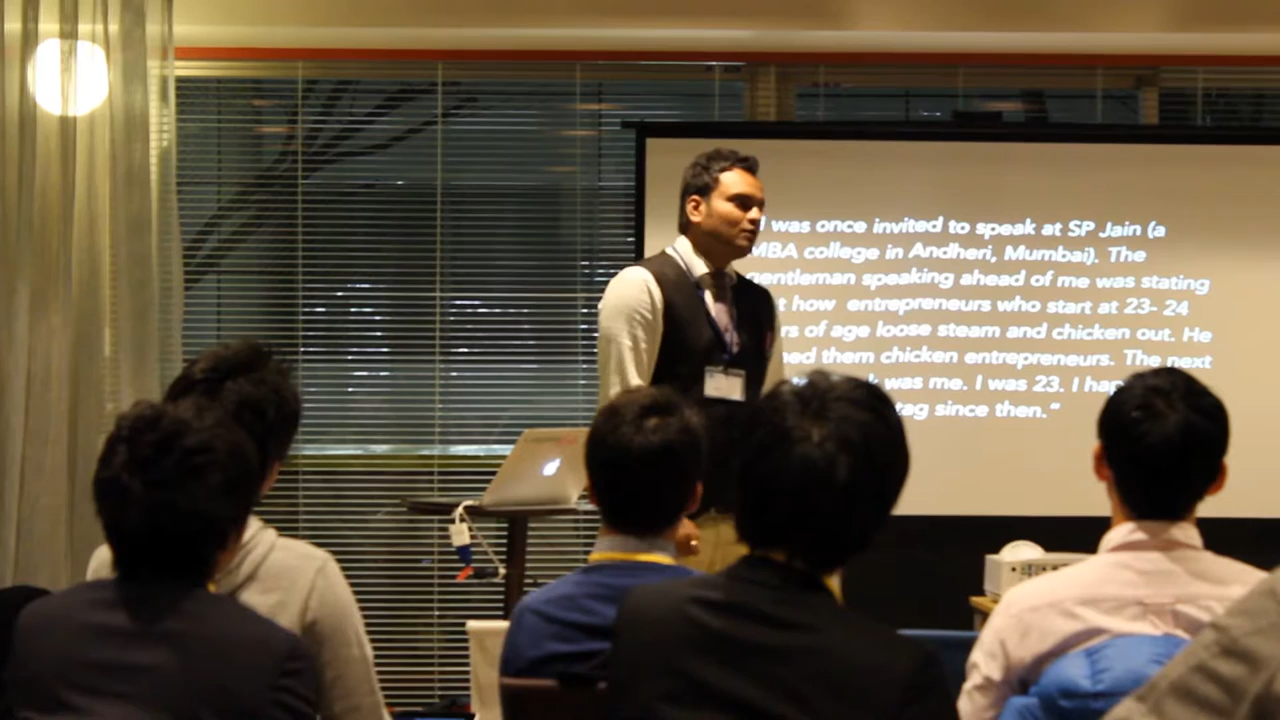 I was once invited to speak at SP Jain (a
MBA college in Andheri, Mumbai). The
gentleman speaking ahead of me was stating
how entrepreneurs who start at 23- 24
of age loose steam and chicken out. He
them chicken entrepreneurs. The next
was me. I was 23. I
tag since then.”